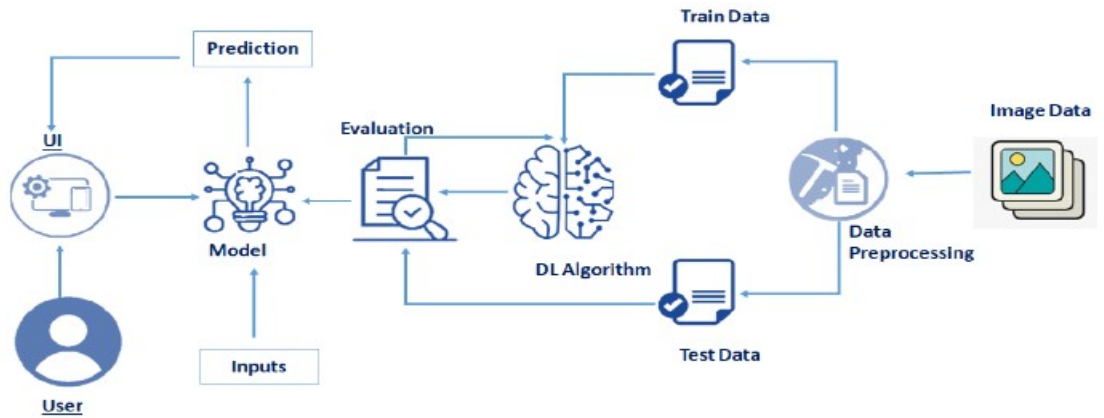 Train Data
Prediction
Image Data
Evaluation
UI
Model
Data
Preprocessing
DL Algorithm
Inputs
Test Data
User